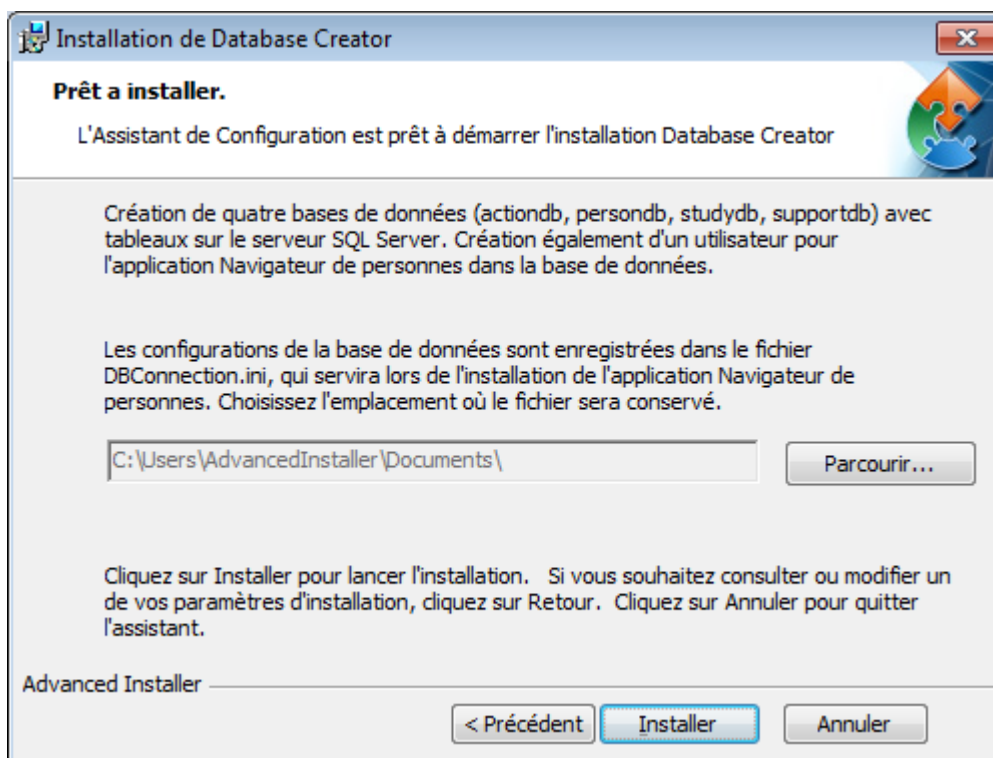 Installation de Database Creator
Prêt a installer.
L'Assistant de Configuration est prêt à démarrer l'installation Database Creator
Création de quatre bases de données (actiondb, persondb, studydb, supportdb) avec
tableaux sur le serveur SQL Server. Création également d'un utilisateur pour
l'application Navigateur de personnes dans la base de données.
Les configurations de la base de données sont enregistrées dans le fichier
DBConnection.ini, qui servira lors de l'installation de l'application Navigateur de
personnes. Choisissez l'emplacement où le fichier sera conservé.
C:\Users\AdvancedInstaller\Documents\
Parcourir...
Cliquez sur Installer pour lancer l'installation.   Si vous souhaitez consulter ou modifier un
de vos paramètres d'installation, cliquez sur Retour.  Cliquez sur Annuler pour quitter
l'assistant.
Advanced Installer
< Précédent
Installer
Annuler